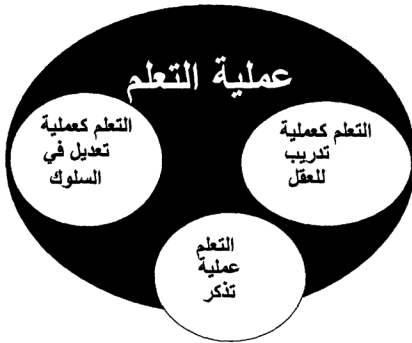 عملية التعلم
التعلم كعملية
تدريب
للعقل
التعلم كعملية
تعديل في
السلوك
التعلم
عملية
تذكر